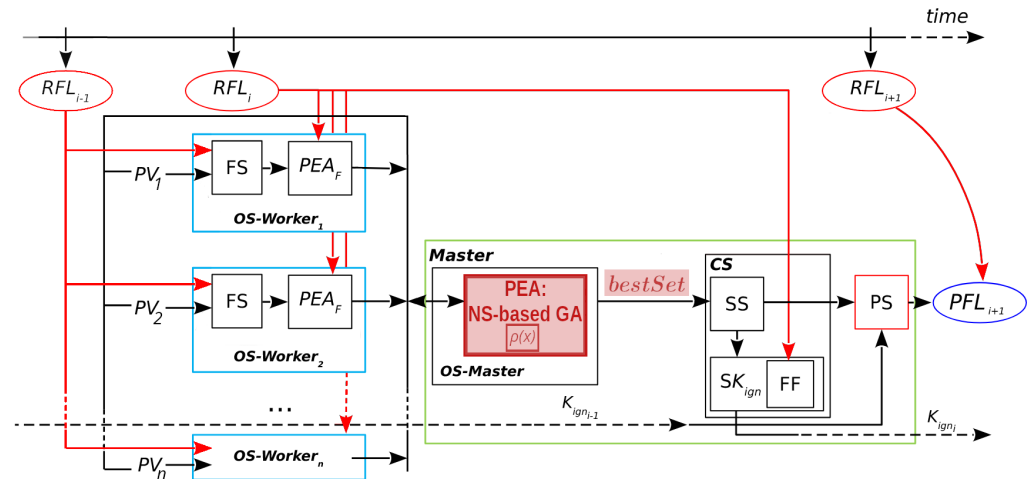 time
RFL i-1
RFL i
RFL i+1
PV 1
FS
PEA F
OS-Worker 1
PV 2
FS
PEA F
OS-Worker 2
...
PV n
OS-Worker n
Master
PEA:
NS-based GA
ρ(x)
OS-Master
bestSet
CS
SS
SK ign
FF
PS
PFL i+1
K ign i-1
K ign i